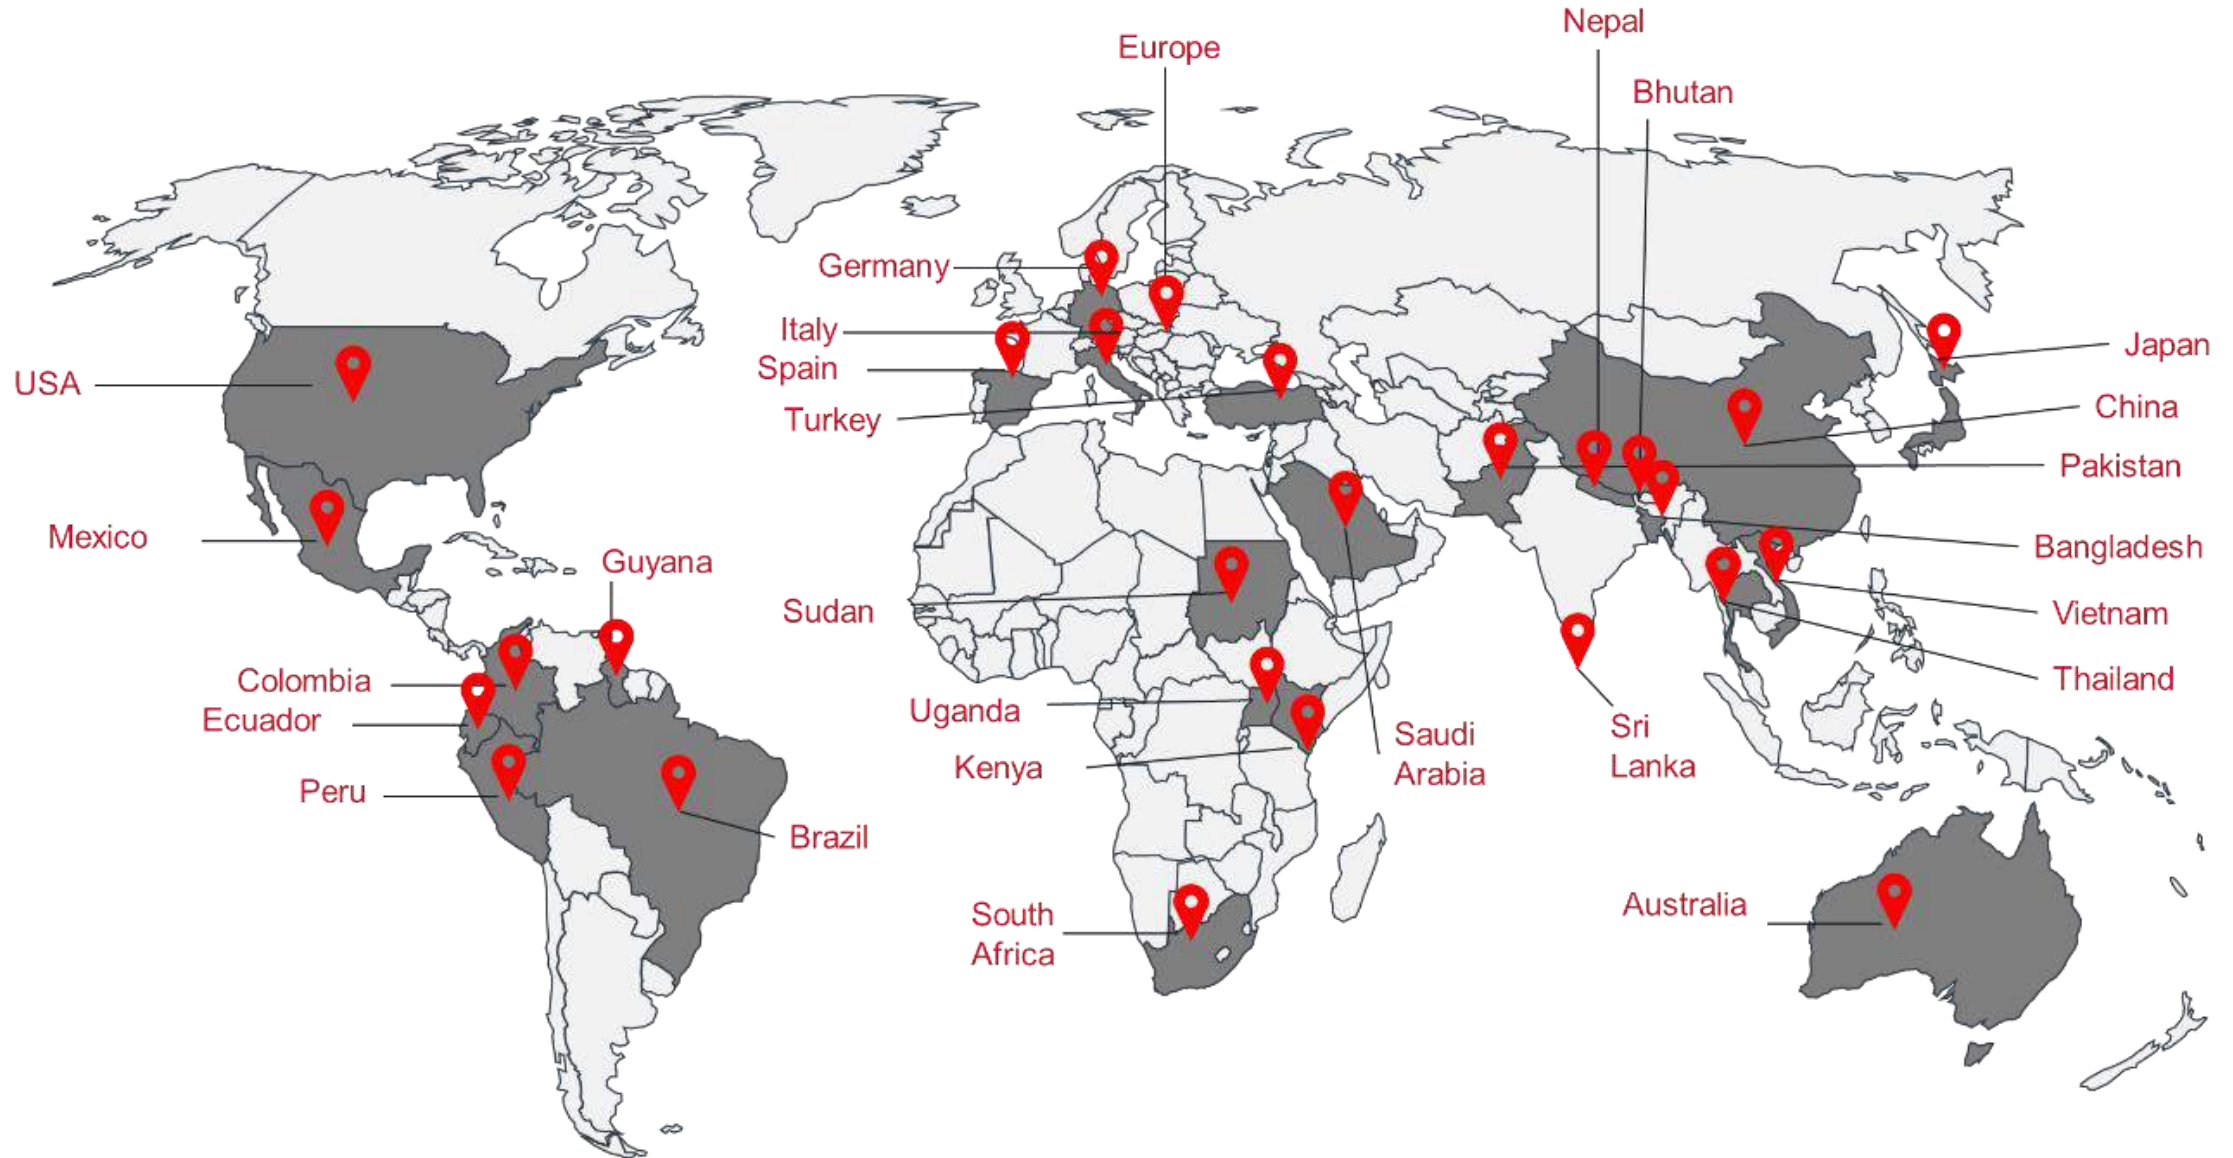 Nepal
Europe
Bhutan
Germany
Italy
Spain
Turkey
USA
Japan
China
Pakistan
Mexico
Guyana
Bangladesh
Sudan
Vietnam
Colombia
Ecuador
Thailand
Uganda
Kenya
Saudi
Arabia
Sri
Lanka
Peru
Brazil
South
Africa
Australia